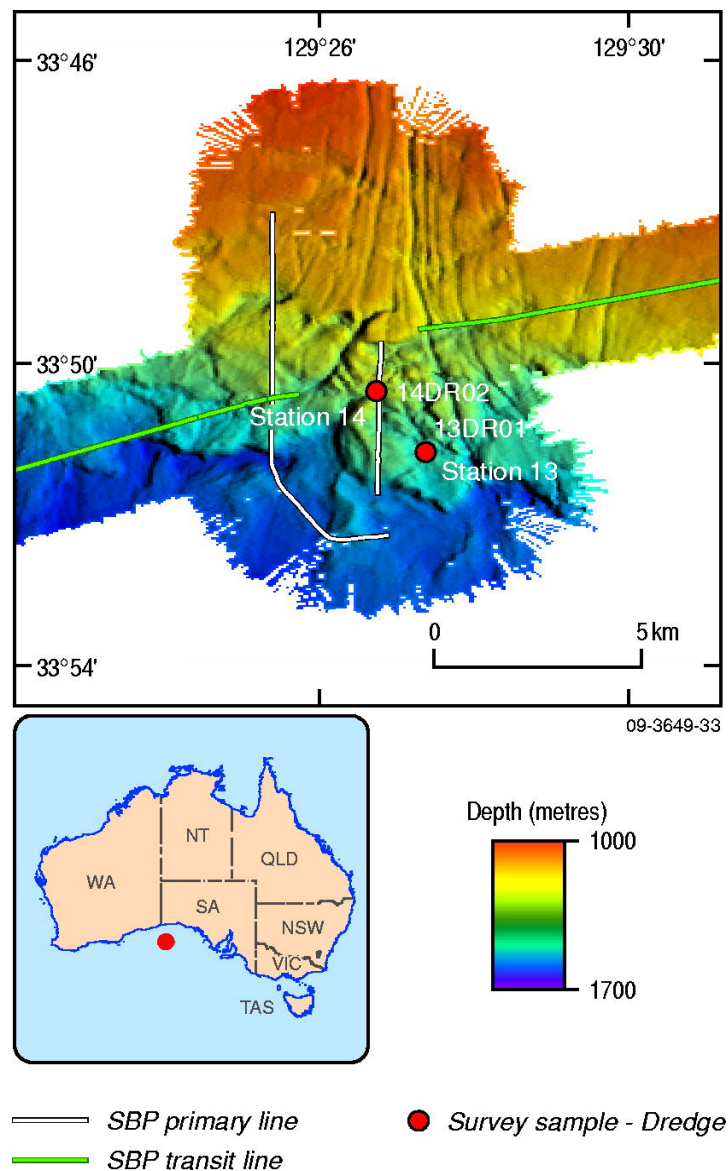 129°26'
129°30'
33°46'
33°50'
14DR02
Station 14
13DR01
Station 13
0
5 km
33°54'
09-3649-33
Depth (metres)
1000
NT
QLD
WA
SA
NSW
VIC
1700
TAS
SBP primary line
Survey sample - Dredge
SBP transit line